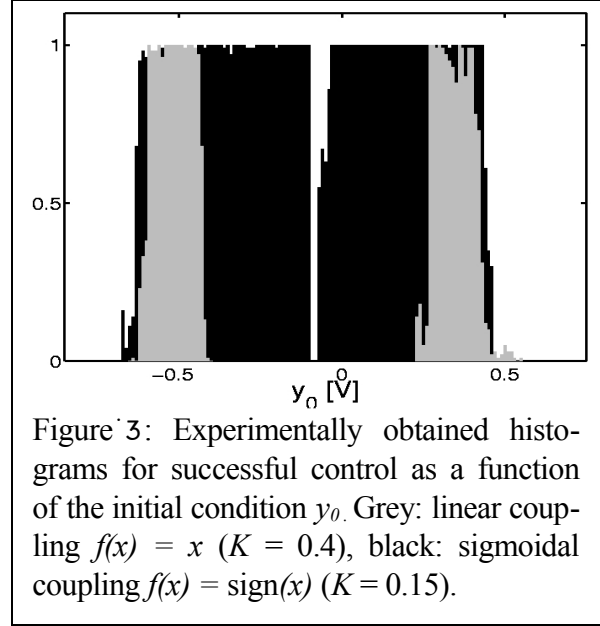 1
0.5
0
−0.5
0
0.5
y0 [V]
Figure 3: Experimentally obtained histo-
grams for successful control as a function
of the initial condition y0. Grey: linear coup-
ling f(x) = x (K = 0.4), black: sigmoidal
coupling f(x) = sign(x) (K = 0.15).